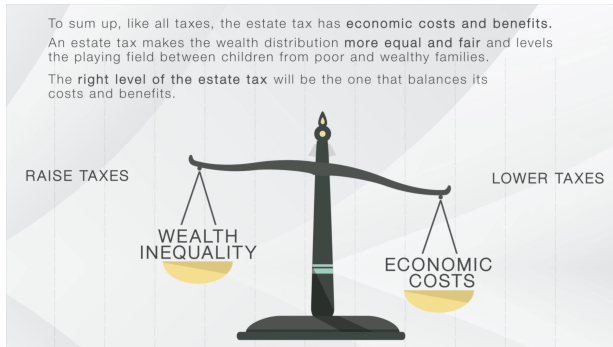 To sum up, like all taxes, the estate tax has economic costs and benefits.
An estate tax makes the wealth distribution more equal and fair and levels
the playing field between children from poor and wealthy families.
The right level of the estate tax will be the one that balances its
costs and benefits.
RAISE TAXES
LOWER TAXES
WEALTH
INEQUALITY
ECONOMIC
COSTS